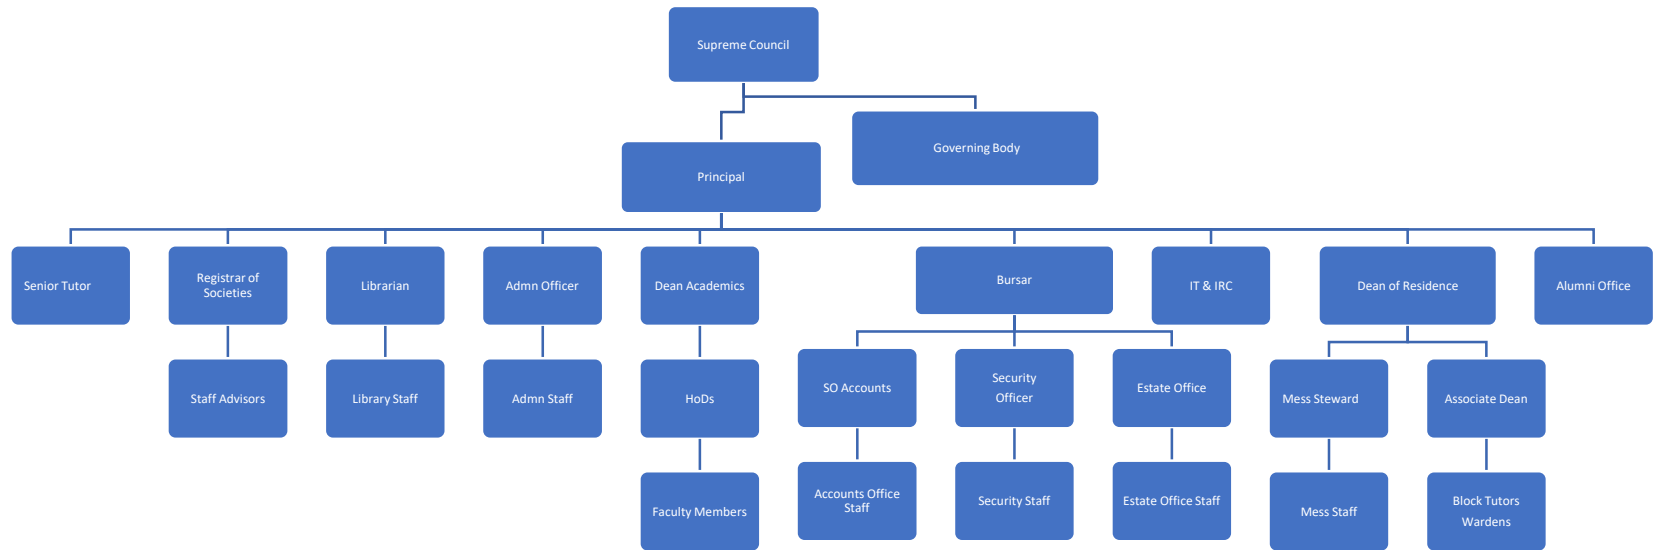 Supreme Council
Governing Body
Principal
Senior Tutor
Registrar of
Societies
Librarian
Admn Officer
Dean Academics
Bursar
IT & IRC
Dean of Residence
Alumni Office
Staff Advisors
Library Staff
Admn Staff
HoDs
SO Accounts
Security
Officer
Estate Office
Mess Steward
Associate Dean
Faculty Members
Accounts Office
Staff
Security Staff
Estate Office Staff
Mess Staff
Block Tutors
Wardens